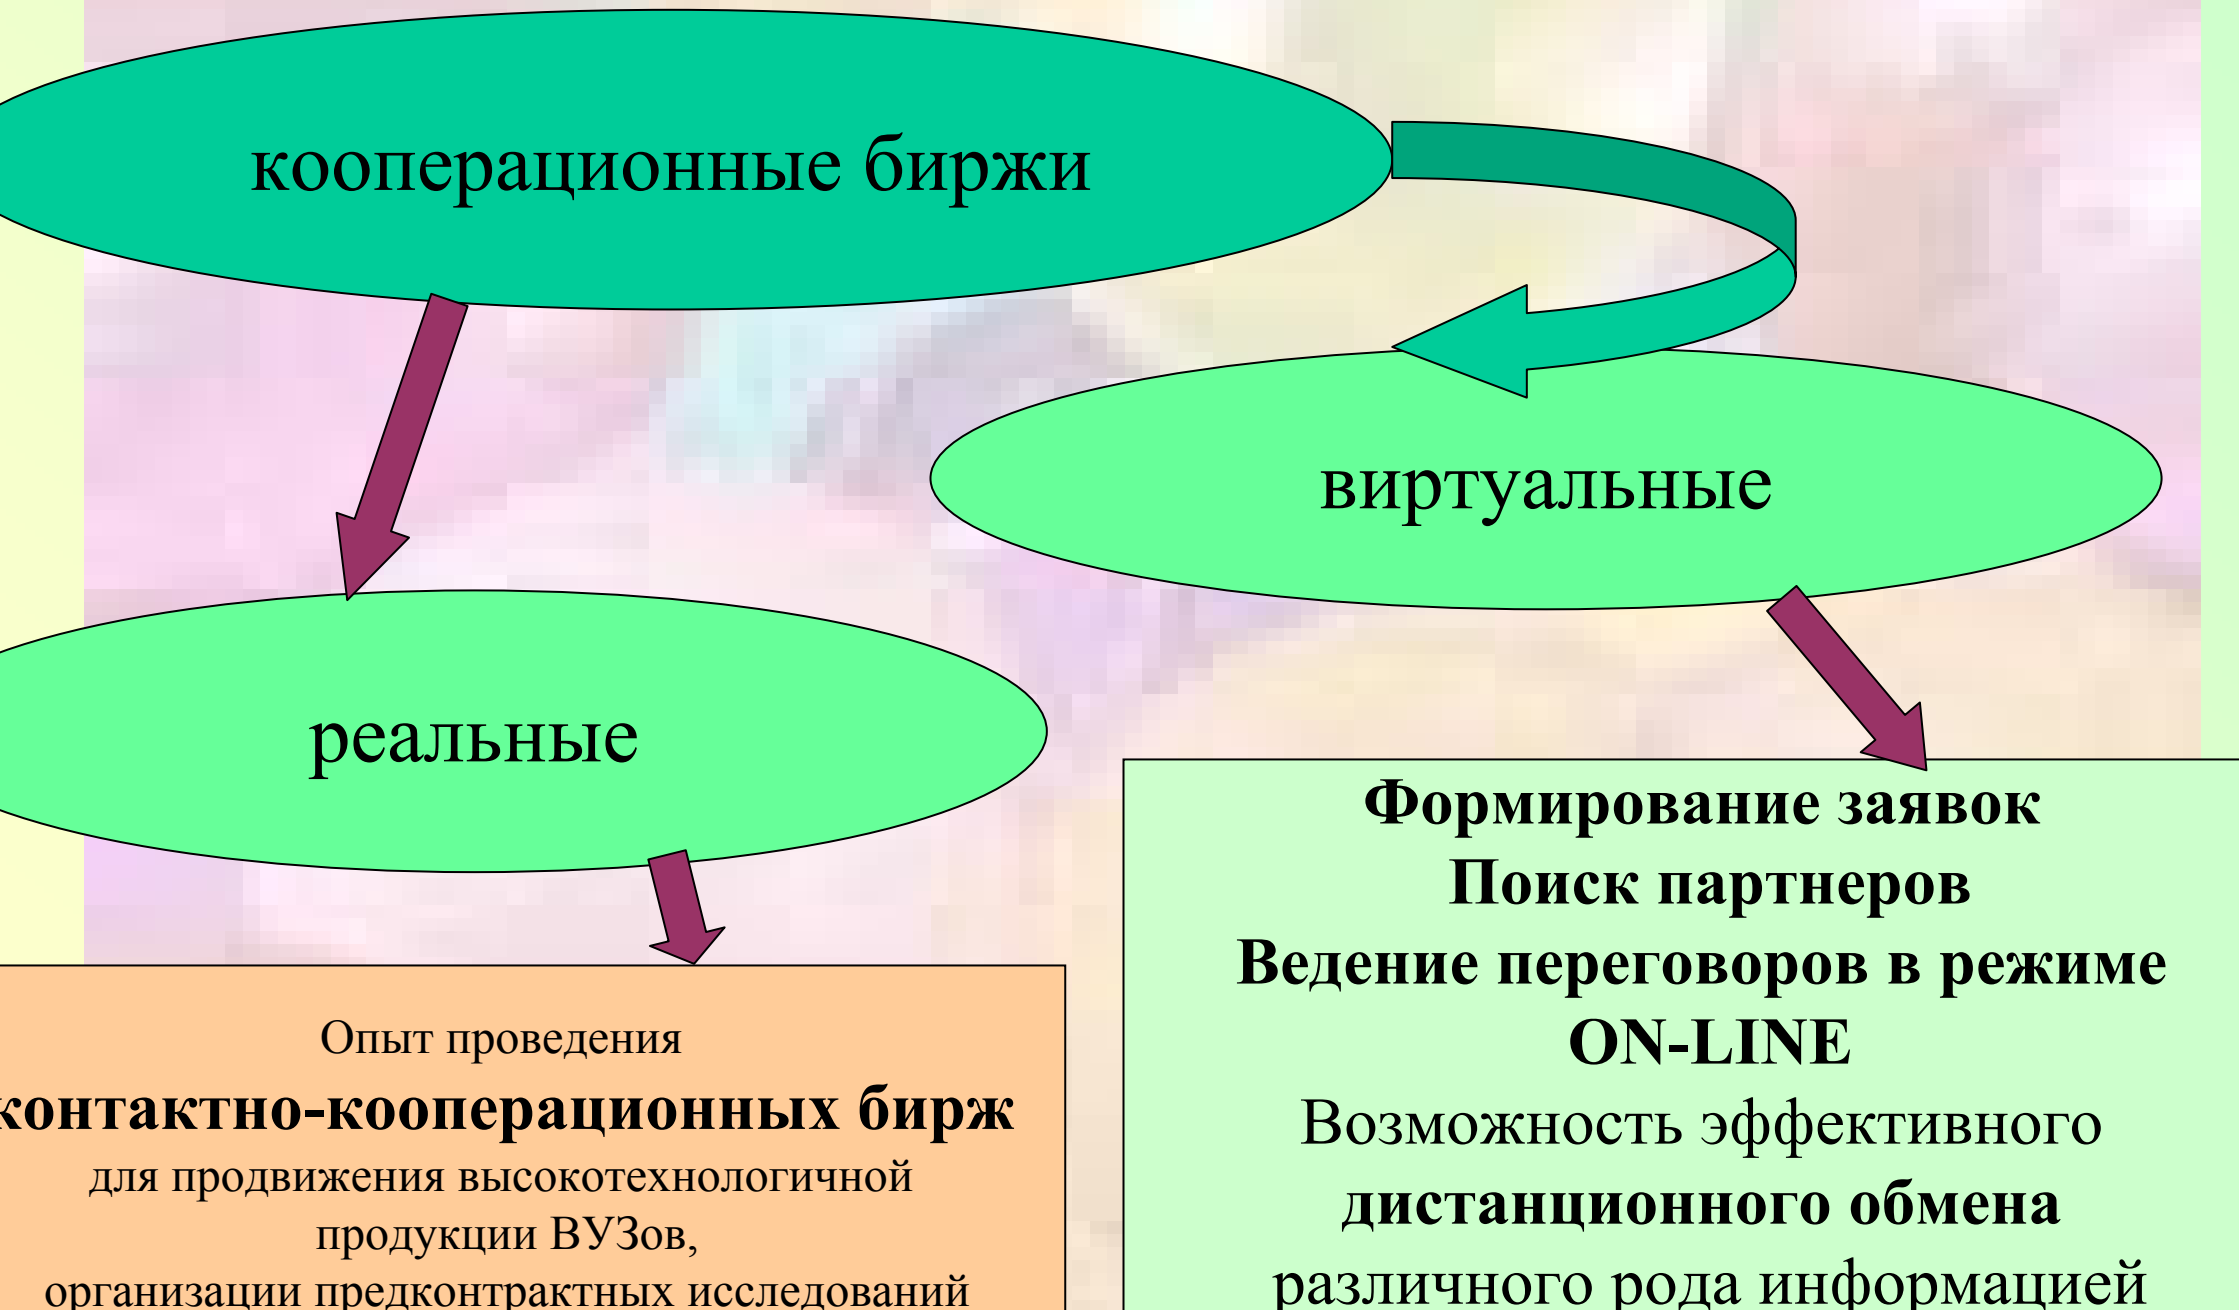 кооперационные биржи
виртуальные
реальные
Формирование заявок
Поиск партнеров
Ведение переговоров в режиме
ON-LINE
Возможность эффективного
дистанционного обмена
различного рода информацией
Опыт проведения
контактно-кооперационных бирж
для продвижения высокотехнологичной
продукции ВУЗов,
организации предконтрактных исследований